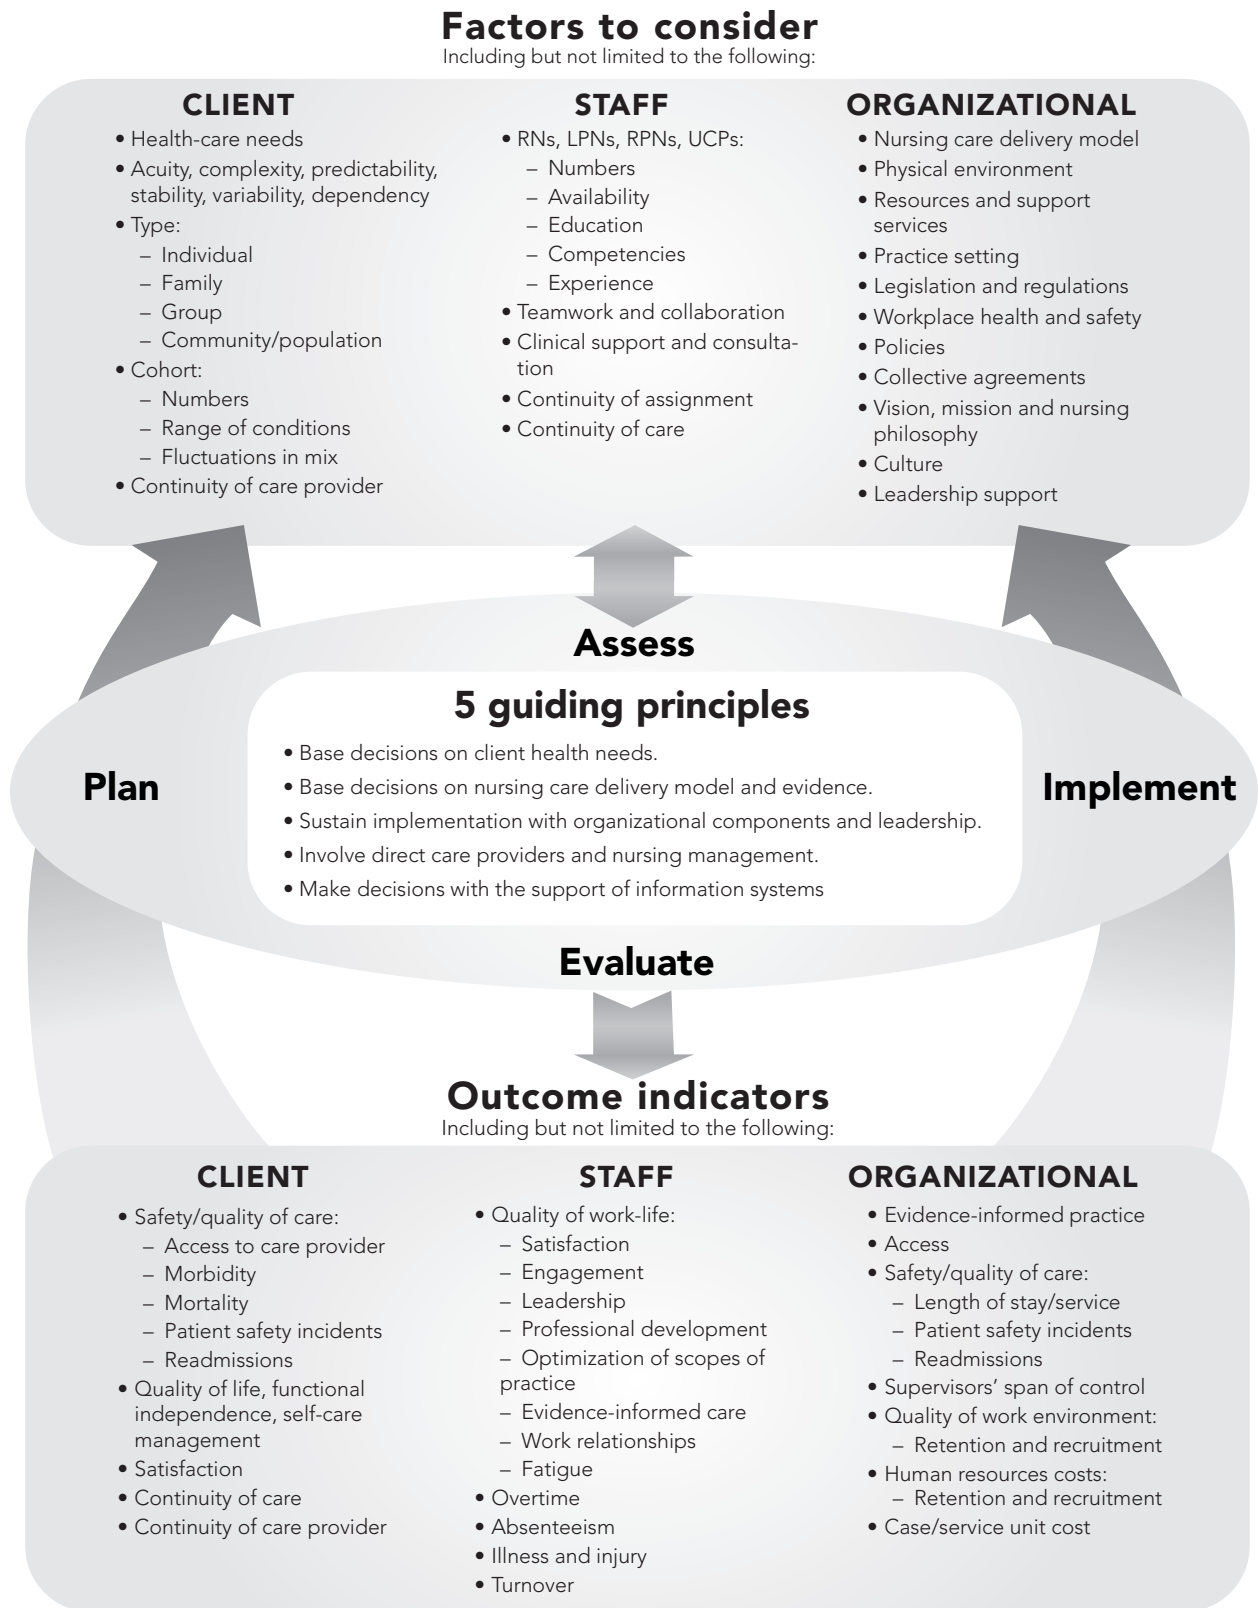 Factors to consider
Including but not limited to the following:
CLIENT
• Health-care needs
• Acuity, complexity, predictability,
stability, variability, dependency
• Type:
– Individual
– Family
– Group
– Community/population
• Cohort:
– Numbers
– Range of conditions
– Fluctuations in mix
• Continuity of care provider
STAFF
• RNs, LPNs, RPNs, UCPs:
– Numbers
– Availability
– Education
– Competencies
– Experience
• Teamwork and collaboration
• Clinical support and consulta-
tion
• Continuity of assignment
• Continuity of care
ORGANIZATIONAL
• Nursing care delivery model
• Physical environment
• Resources and support
services
• Practice setting
• Legislation and regulations
• Workplace health and safety
• Policies
• Collective agreements
• Vision, mission and nursing
philosophy
• Culture
• Leadership support
Assess
5 guiding principles
• Base decisions on client health needs.
• Base decisions on nursing care delivery model and evidence.
• Sustain implementation with organizational components and leadership.
• Involve direct care providers and nursing management.
• Make decisions with the support of information systems
Plan
Implement
Evaluate
Outcome indicators
Including but not limited to the following:
CLIENT
• Safety/quality of care:
– Access to care provider
– Morbidity
– Mortality
– Patient safety incidents
– Readmissions
• Quality of life, functional
independence, self-care
management
• Satisfaction
• Continuity of care
• Continuity of care provider
STAFF
• Quality of work-life:
– Satisfaction
– Engagement
– Leadership
– Professional development
– Optimization of scopes of
practice
– Evidence-informed care
– Work relationships
– Fatigue
• Overtime
• Absenteeism
• Illness and injury
• Turnover
ORGANIZATIONAL
• Evidence-informed practice
• Access
• Safety/quality of care:
– Length of stay/service
– Patient safety incidents
– Readmissions
• Supervisors’ span of control
• Quality of work environment:
– Retention and recruitment
• Human resources costs:
– Retention and recruitment
• Case/service unit cost